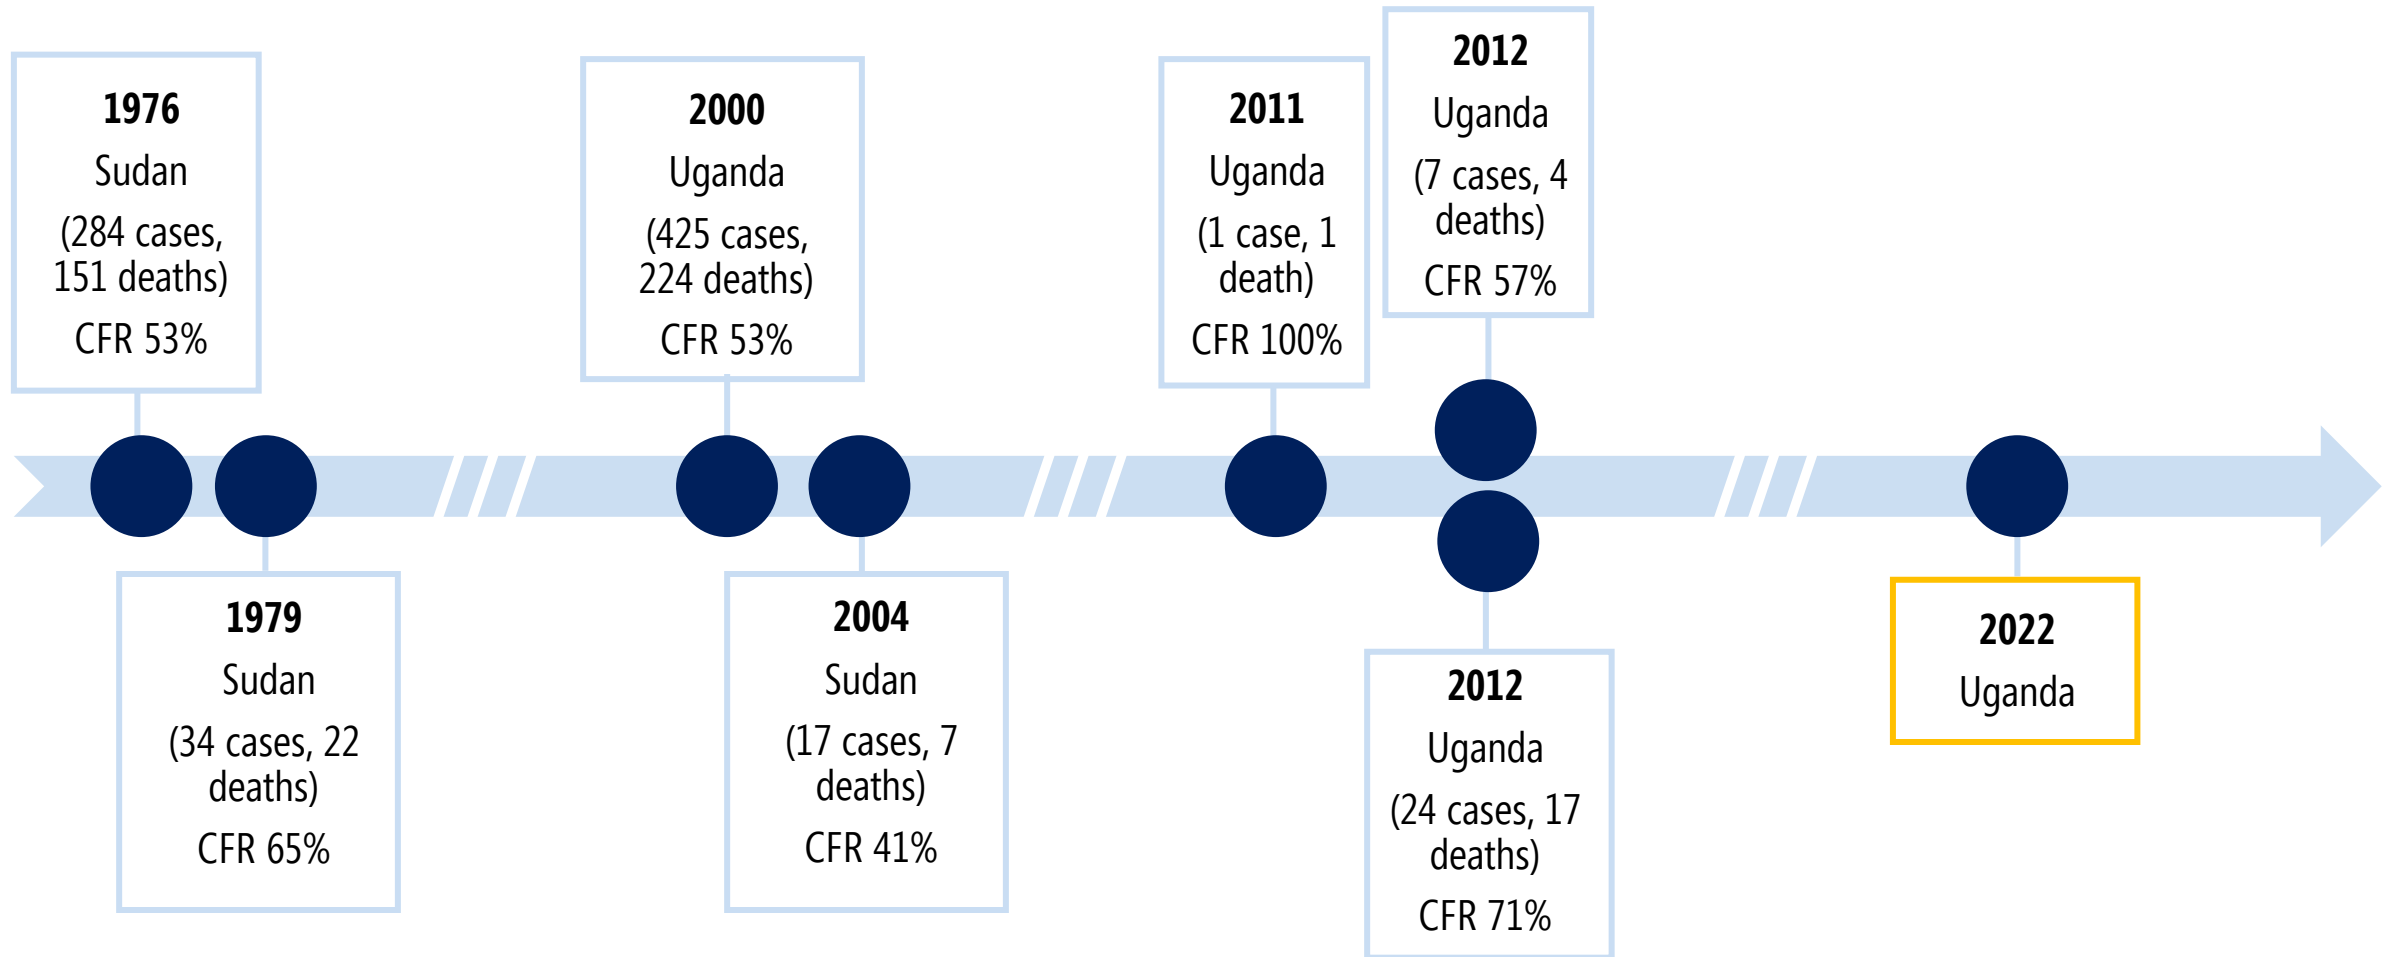 1976
Sudan
(284 cases,
151 deaths)
CFR 53%
1979
Sudan
(34 cases, 22
deaths)
CFR 65%
2000
Uganda
(425 cases,
224 deaths)
CFR 53%
2004
Sudan
(17 cases, 7
deaths)
CFR 41%
2011
Uganda
(1 case, 1
death)
CFR 100%
2012
Uganda
(7 cases, 4
deaths)
CFR 57%
2012
Uganda
(24 cases, 17
deaths)
CFR 71%
2022
Uganda